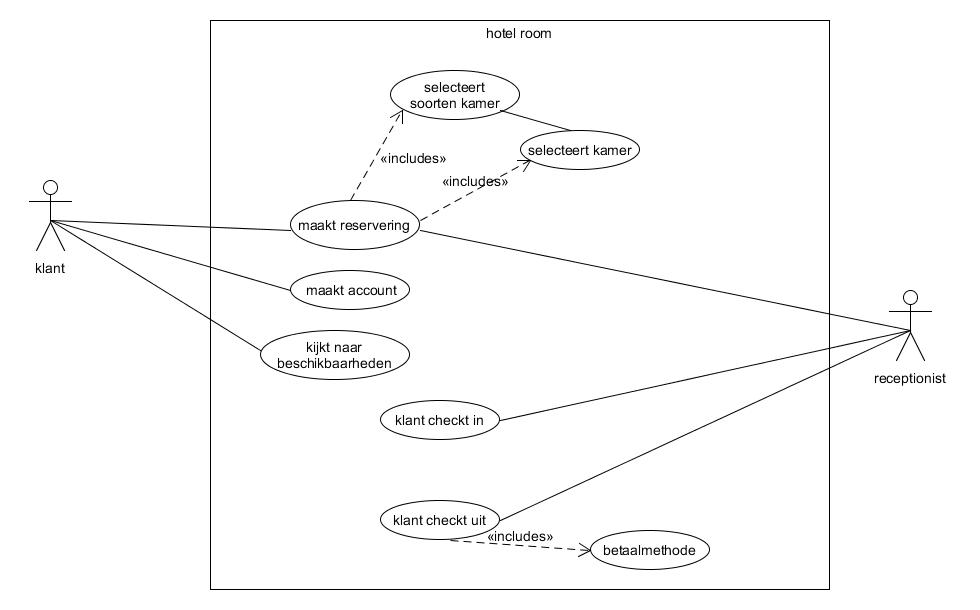 hotel room
selecteert
soorten kamer
selecteert kamer
«includes»
«includes»
maakt reservering
klant
maakt account
kijkt naar
beschikbaarheden
receptionist
klant checkt in
klant checkt uit
«includes»
betaalmethode